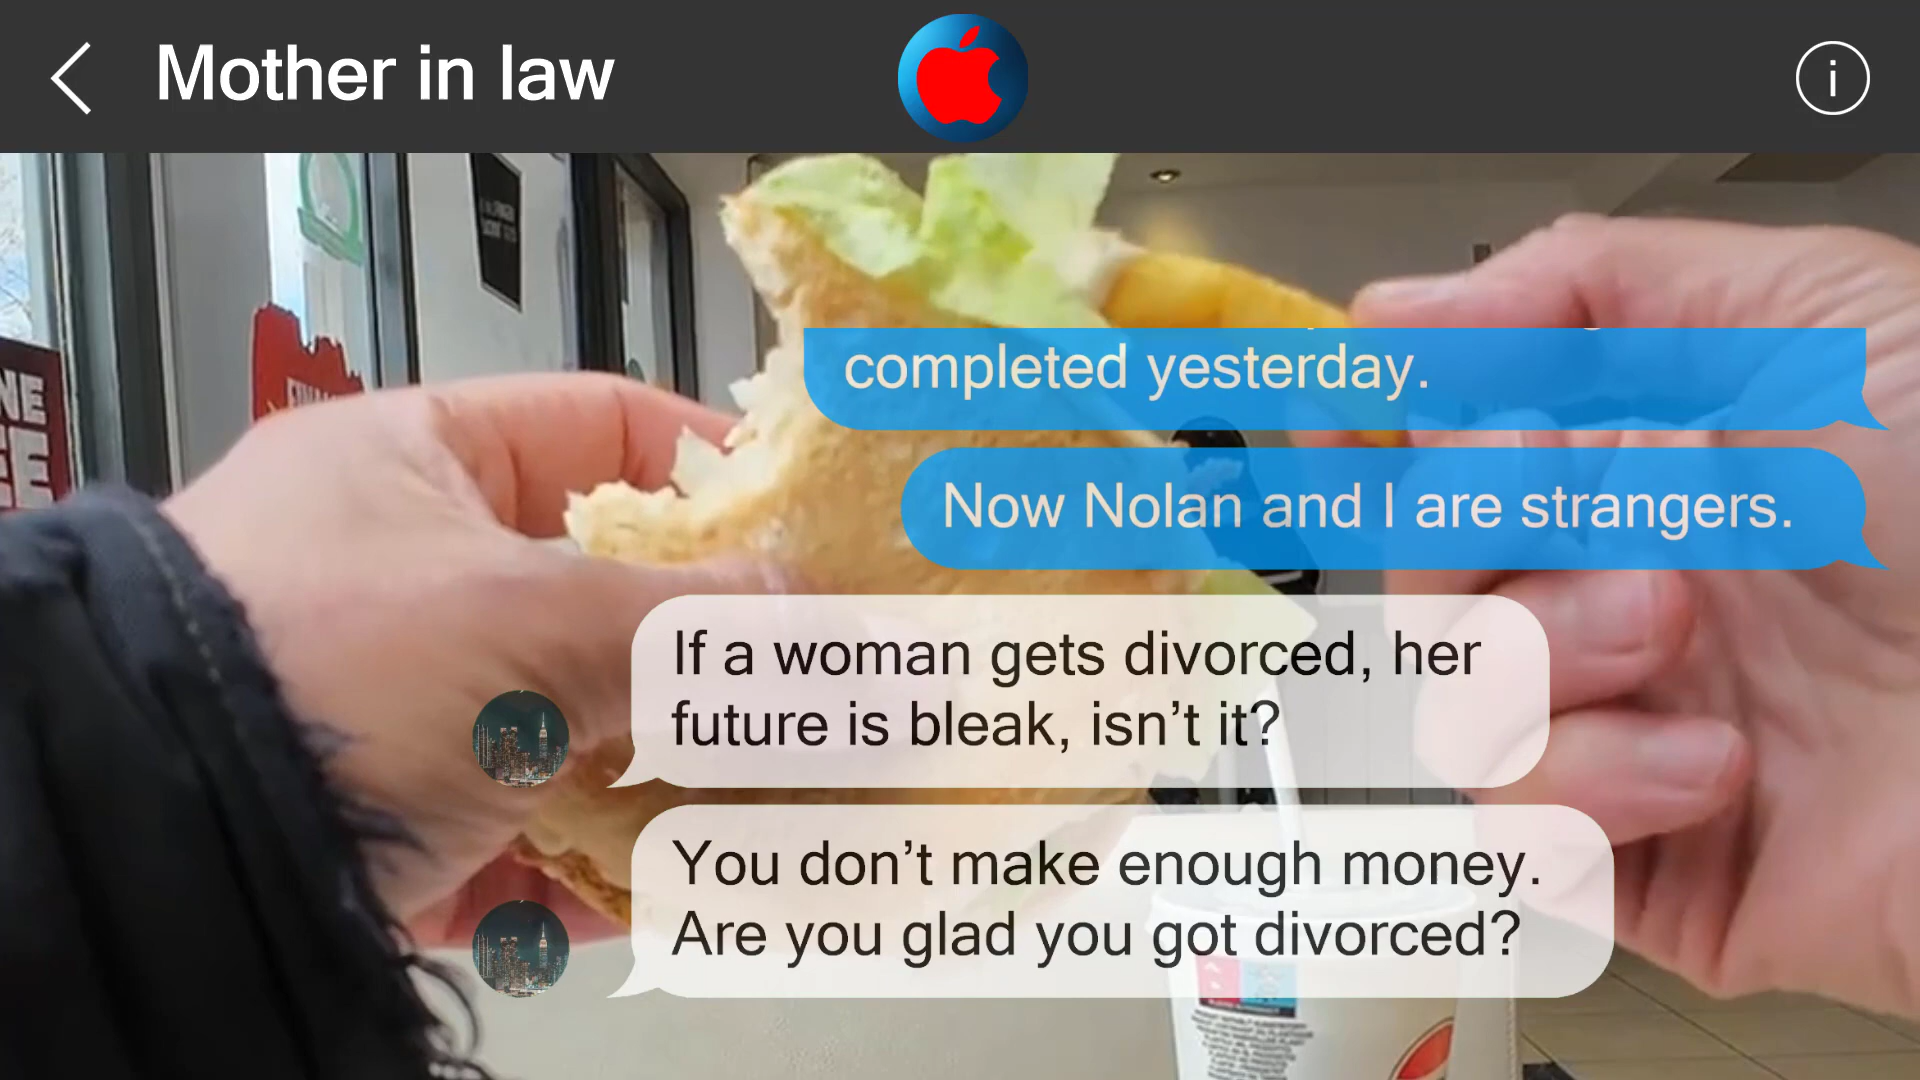 Mother in law
completed yesterday.
Now Nolan and I are strangers.
If a woman gets divorced, her
future is bleak, isn’t it?
You don’t make enough money.
Are you glad you got divorced?